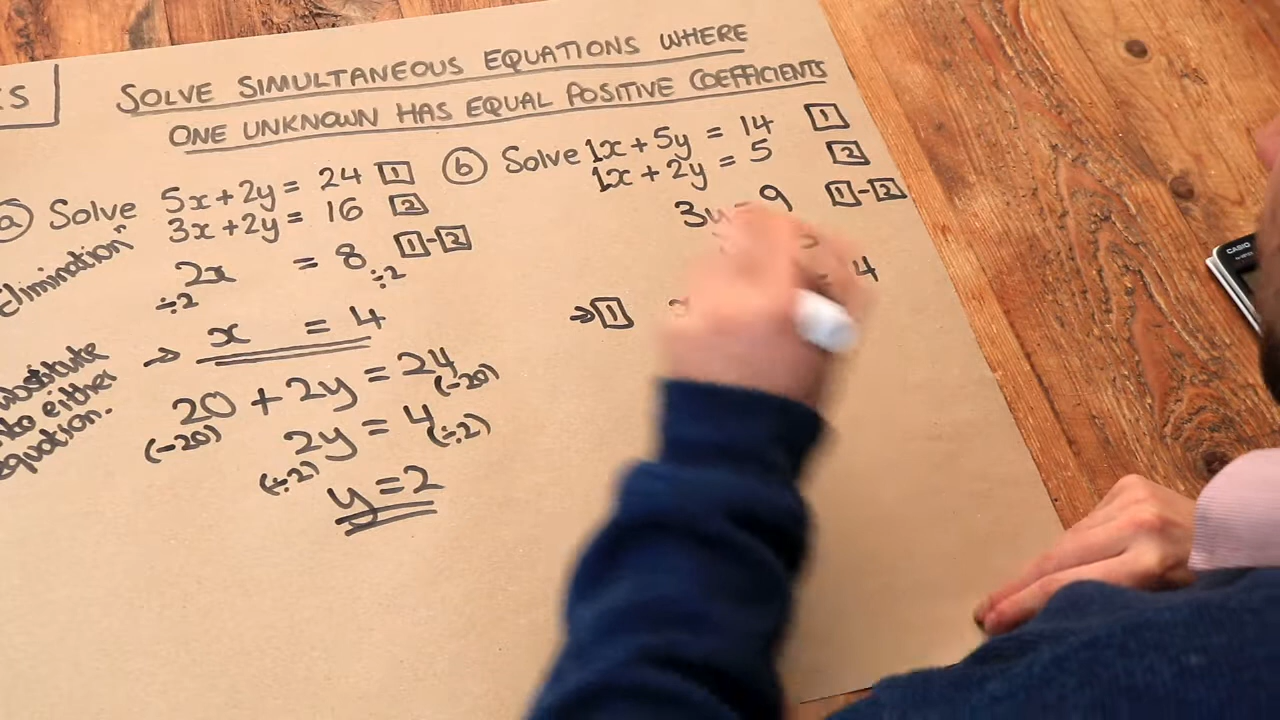 KS
SOLVE SIMULTANEOUS EQUATIONS WHERE
ONE UNKNOWN HAS EQUAL POSITIVE COEFFICIENTS
a Solve 5x+2y = 24 1
3x+2y = 16 2
elimination"
2x = 8 1-2
÷2 ÷2
→ x = 4
substitute
into either
equation.
20 + 2y = 24
(-20) (-20)
2y = 4
(÷2) (÷2)
y = 2
b Solve 1x + 5y = 14 1
1x + 2y = 5 2
3y = 9 1-2
4
→ 1
CASIO